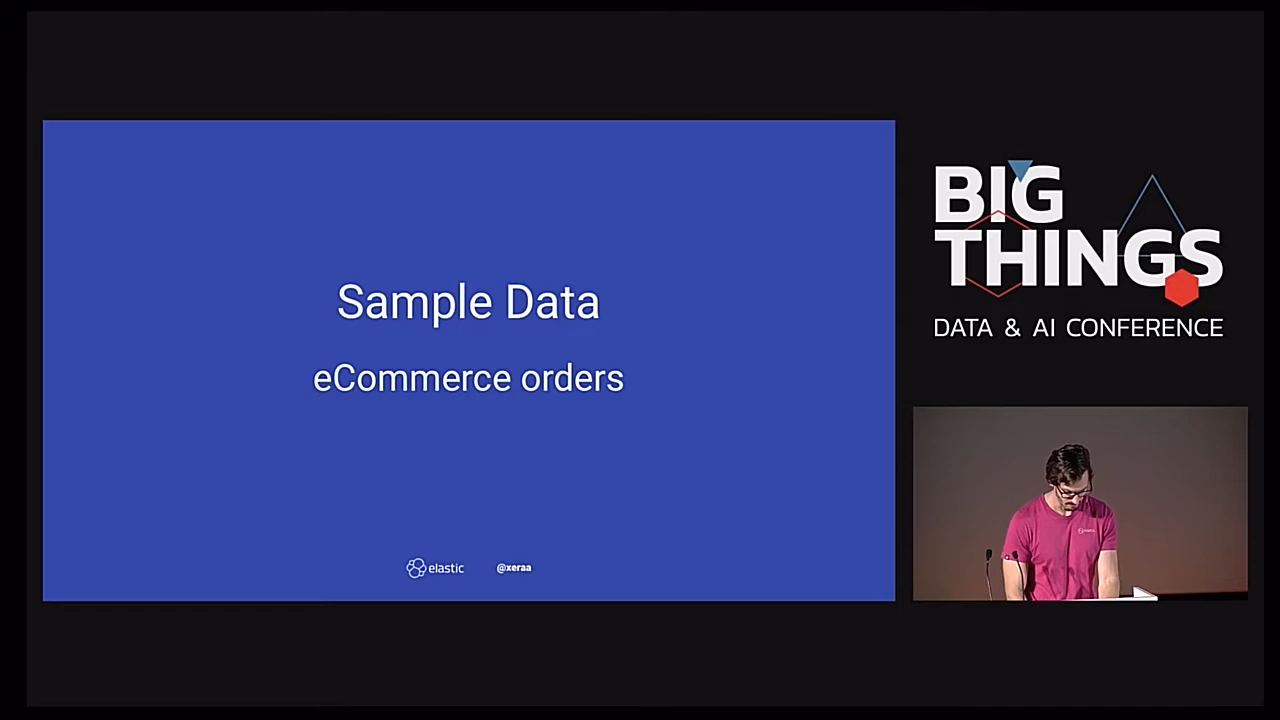 Sample Data
eCommerce orders
elastic @xeraa
BIG
THINGS
DATA & AI CONFERENCE